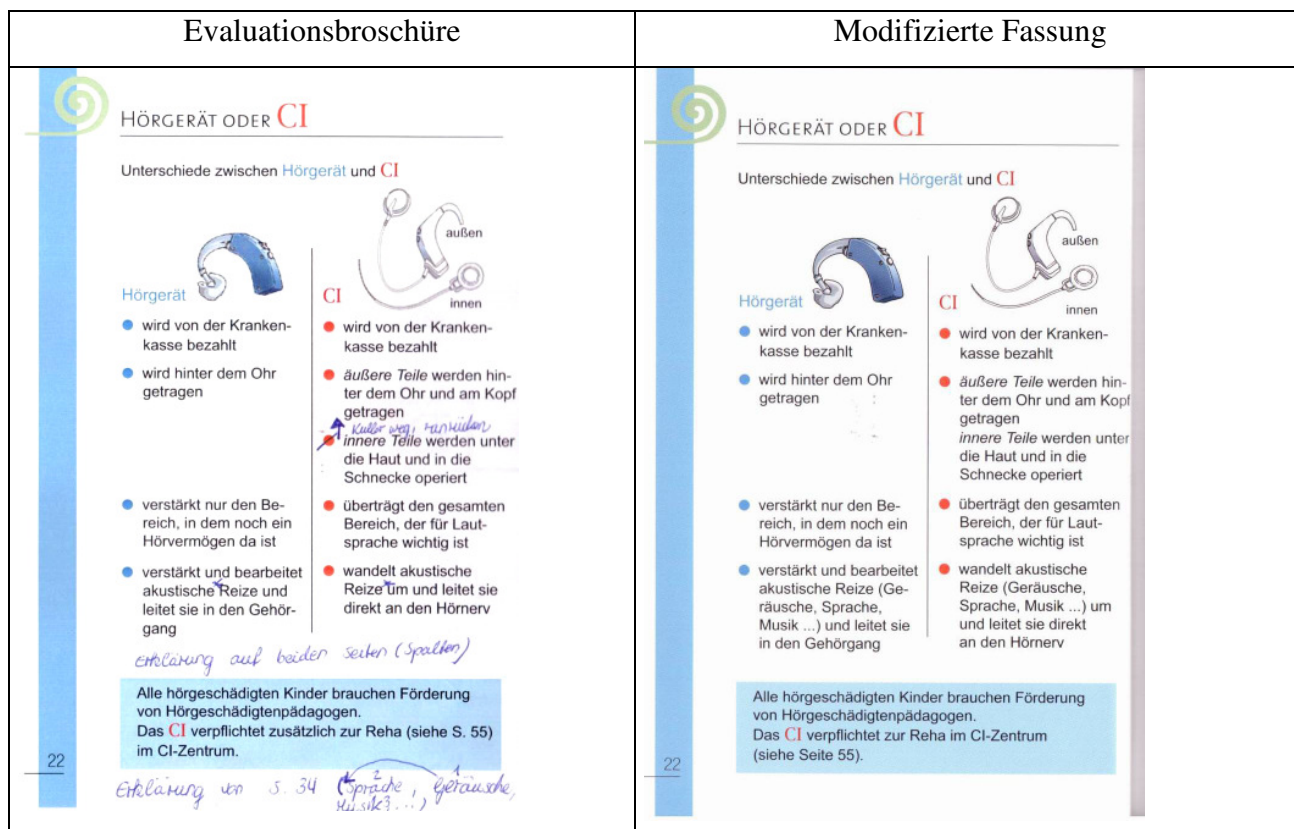 Evaluationsbroschüre
HÖRGERÄT ODER CI
Unterschiede zwischen Hörgerät und CI
außen
innen
Hörgerät
wird von der Kranken-
kasse bezahlt
wird hinter dem Ohr
getragen
verstärkt nur den Be-
reich, in dem noch ein
Hörvermögen da ist
verstärkt und bearbeitet
akustische Reize und
leitet sie in den Gehör-
gang
CI
wird von der Kranken-
kasse bezahlt
äußere Teile werden hin-
ter dem Ohr und am Kopf
getragen
Kuller weg, ranrücken
innere Teile werden unter
die Haut und in die
Schnecke operiert
überträgt den gesamten
Bereich, der für Laut-
sprache wichtig ist
wandelt akustische
Reize um und leitet sie
direkt an den Hörnerv
Erklärung auf beiden Seiten (Spalten)
Alle hörgeschädigten Kinder brauchen Förderung
von Hörgeschädigtenpädagogen.
Das CI verpflichtet zusätzlich zur Reha (siehe S. 55)
im CI-Zentrum.
22
2 1
Erklärung von S. 34 (Sprache, Geräusche,
Musik ...)
Modifizierte Fassung
HÖRGERÄT ODER CI
Unterschiede zwischen Hörgerät und CI
außen
innen
Hörgerät
wird von der Kranken-
kasse bezahlt
wird hinter dem Ohr
getragen
verstärkt nur den Be-
reich, in dem noch ein
Hörvermögen da ist
verstärkt und bearbeitet
akustische Reize (Ge-
räusche, Sprache,
Musik ...) und leitet sie
in den Gehörgang
CI
wird von der Kranken-
kasse bezahlt
äußere Teile werden hin-
ter dem Ohr und am Kopf
getragen
innere Teile werden unter
die Haut und in die
Schnecke operiert
überträgt den gesamten
Bereich, der für Laut-
sprache wichtig ist
wandelt akustische
Reize (Geräusche,
Sprache, Musik ...) um
und leitet sie direkt
an den Hörnerv
Alle hörgeschädigten Kinder brauchen Förderung
von Hörgeschädigtenpädagogen.
Das CI verpflichtet zur Reha im CI-Zentrum
(siehe Seite 55).
22